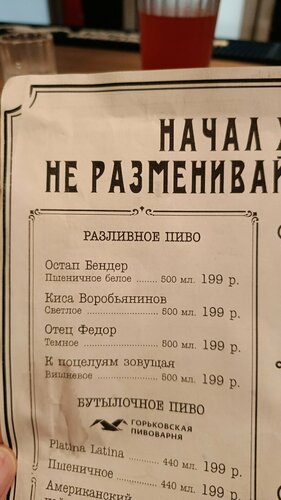 НАЧАЛ
НЕ РАЗМЕНИВАЙ
РАЗЛИВНОЕ ПИВО
Остап Бендер
Пшеничное белое ........ 500 мл. 199 р.
Киса Воробьянинов
Светлое ..................... 500 мл. 199 р.
Отец Федор
Темное ...................... 500 мл. 199 р.
К поцелуям зовущая
Вишневое .................. 500 мл. 199 р.
БУТЫЛОЧНОЕ ПИВО
ГОРЬКОВСКАЯ
ПИВОВАРНЯ
Platina Latina
Пшеничное ............ 440 мл. 199 р.
Американский
440 мл. 199